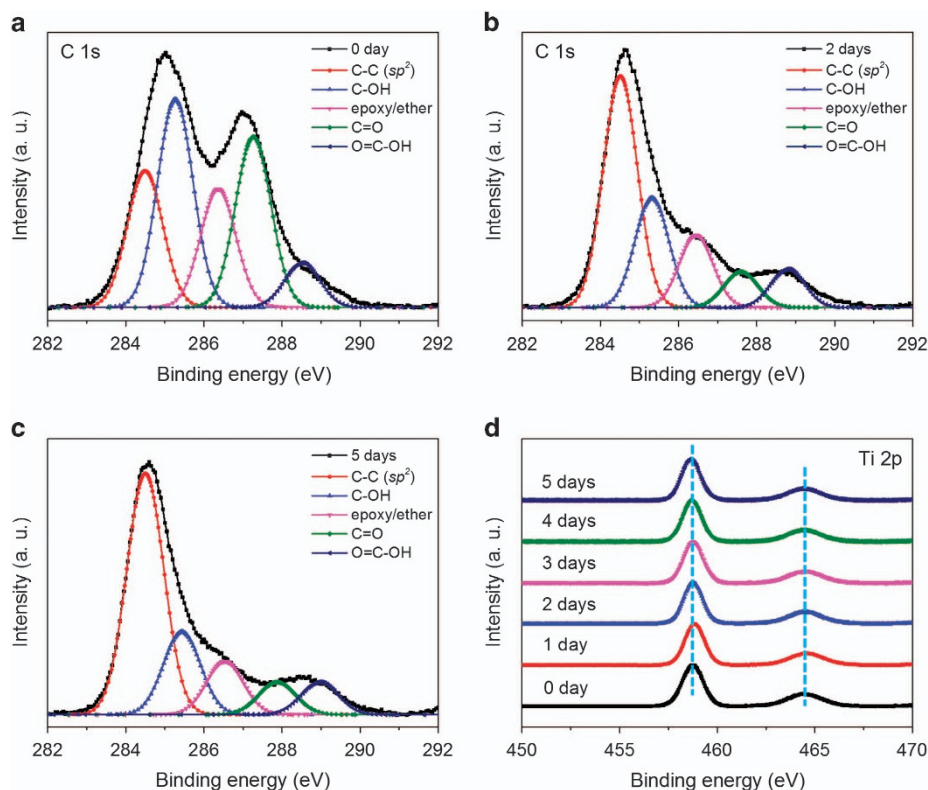 a
C 1s
0 day
C-C (sp²)
C-OH
epoxy/ether
C=O
O=C-OH
Intensity (a. u.)
282 284 286 288 290 292
Binding energy (eV)
b
C 1s
2 days
C-C (sp²)
C-OH
epoxy/ether
C=O
O=C-OH
Intensity (a. u.)
282 284 286 288 290 292
Binding energy (eV)
c
5 days
C-C (sp²)
C-OH
epoxy/ether
C=O
O=C-OH
Intensity (a. u.)
282 284 286 288 290 292
Binding energy (eV)
d
Ti 2p
5 days
4 days
3 days
2 days
1 day
0 day
Intensity (a. u.)
450 455 460 465 470
Binding energy (eV)